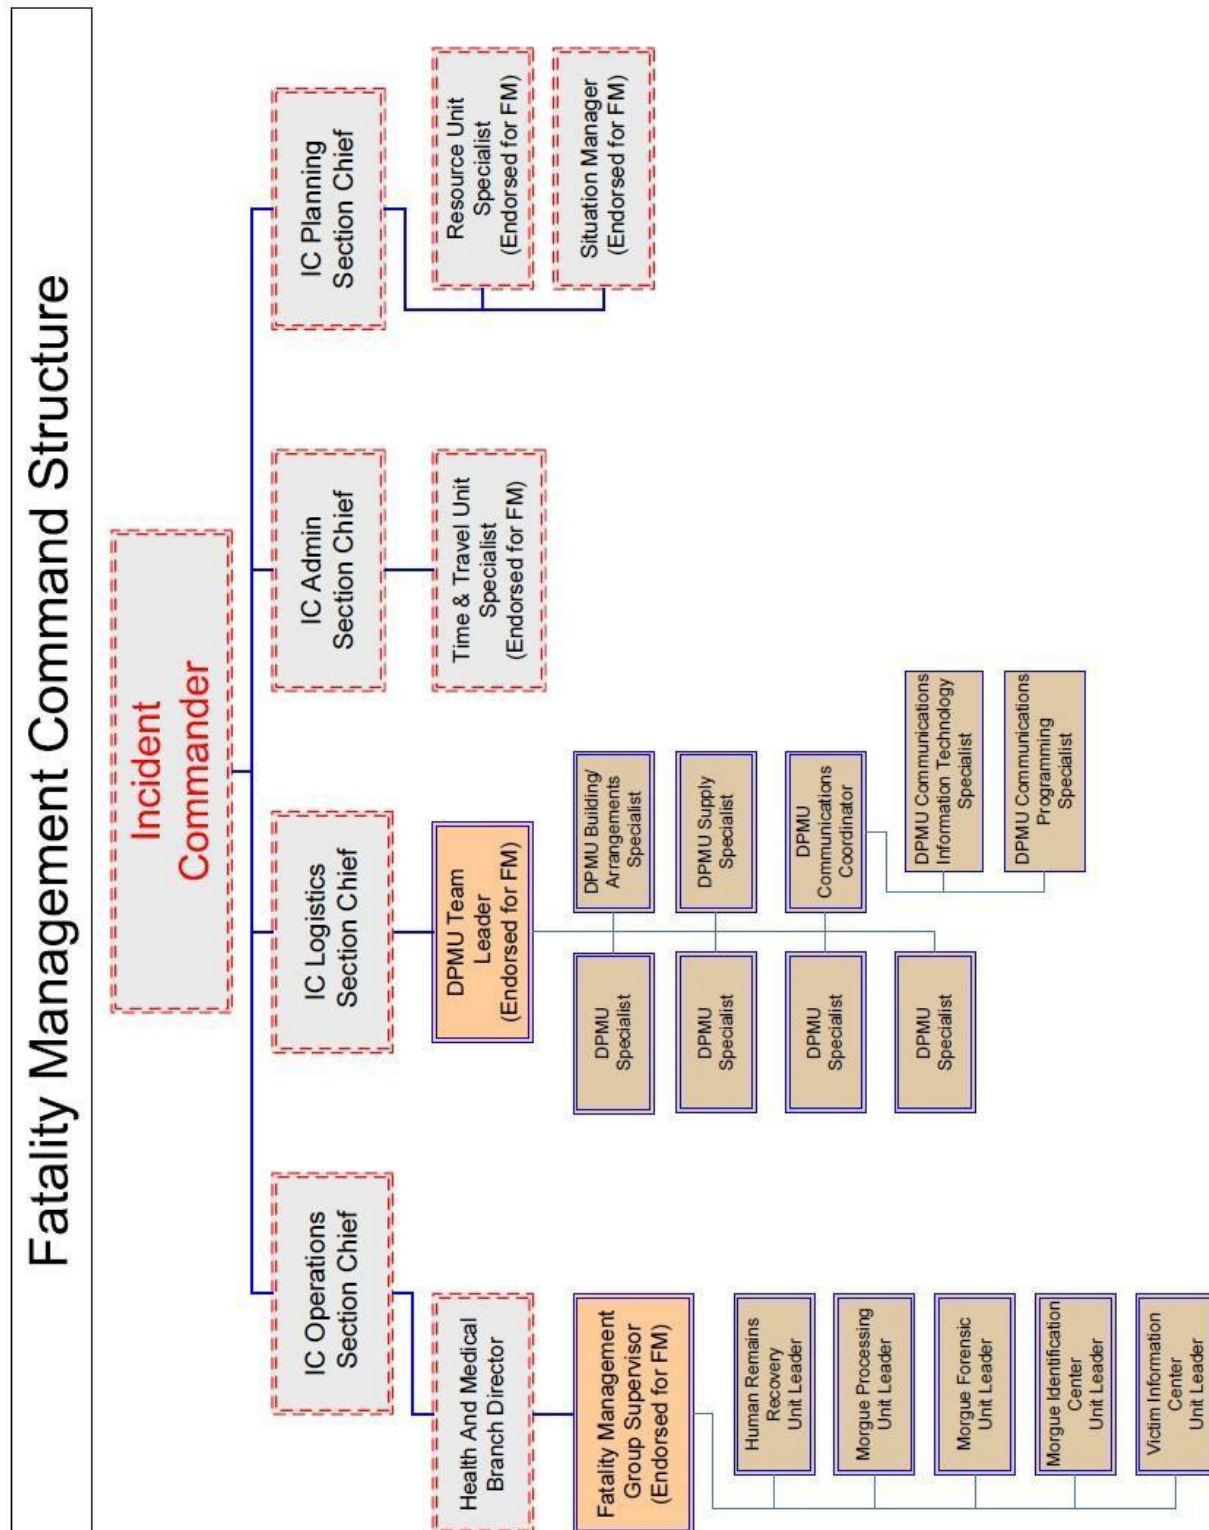 Fatality Management Command Structure
Incident
Commander
IC Operations
Section Chief
IC Logistics
Section Chief
IC Admin
Section Chief
IC Planning
Section Chief
Health And Medical
Branch Director
DPMU Team
Leader
(Endorsed for FM)
Time & Travel Unit
Specialist
(Endorsed for FM)
Resource Unit
Specialist
(Endorsed for FM)
Situation Manager
(Endorsed for FM)
Fatality Management
Group Supervisor
(Endorsed for FM)
DPMU
Specialist
DPMU Building/
Arrangements
Specialist
DPMU
Specialist
DPMU Supply
Specialist
DPMU
Specialist
DPMU
Communications
Coordinator
DPMU
Specialist
DPMU Communications
Information Technology
Specialist
DPMU Communications
Programming
Specialist
Human Remains
Recovery
Unit Leader
Morgue Processing
Unit Leader
Morgue Forensic
Unit Leader
Morgue Identification
Center
Unit Leader
Victim Information
Center
Unit Leader